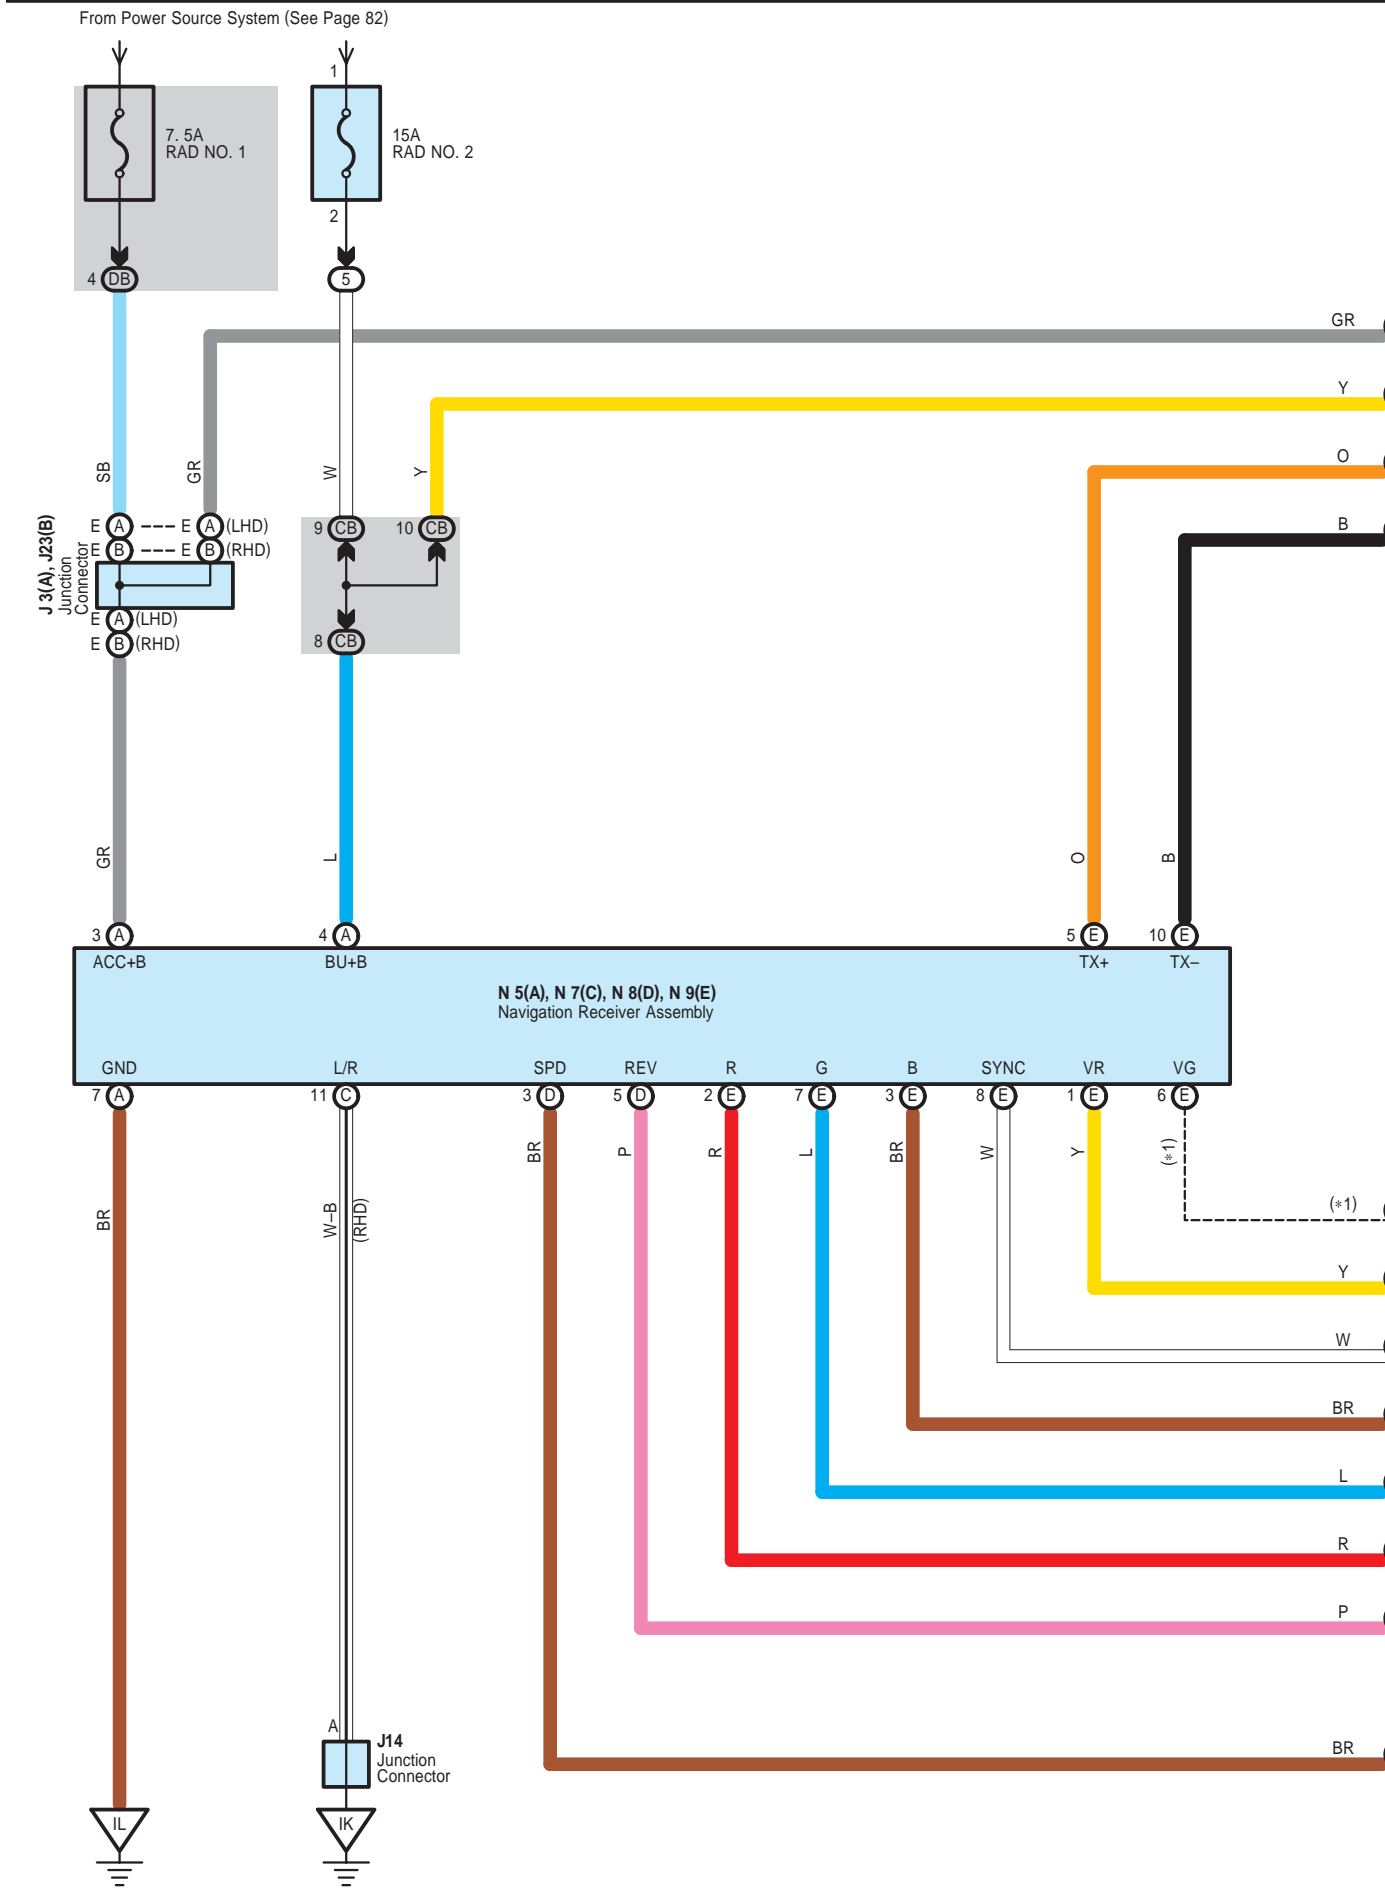 From Power Source System (See Page 82)
1
7. 5A
RAD NO. 1
15A
RAD NO. 2
2
4 DB
5
GR
Y
O
B
SB
GR
W
Y
J 3(A), J23(B)
Junction
Connector
E A E A (LHD)
E B E B (RHD)
E A (LHD)
E B (RHD)
9 CB
10 CB
8 CB
GR
L
O
B
3 A
4 A
5 E
10 E
ACC+B
BU+B
TX+
TX–
N 5(A), N 7(C), N 8(D), N 9(E)
Navigation Receiver Assembly
GND
L/R
SPD
REV
R
G
B
SYNC
VR
VG
7 A
11 C
3 D
5 D
2 E
7 E
3 E
8 E
1 E
6 E
BR
W–B
(RHD)
BR
P
R
L
BR
W
Y
(*1)
(*1)
Y
W
BR
L
R
P
BR
A
J14
Junction
Connector
IL
IK